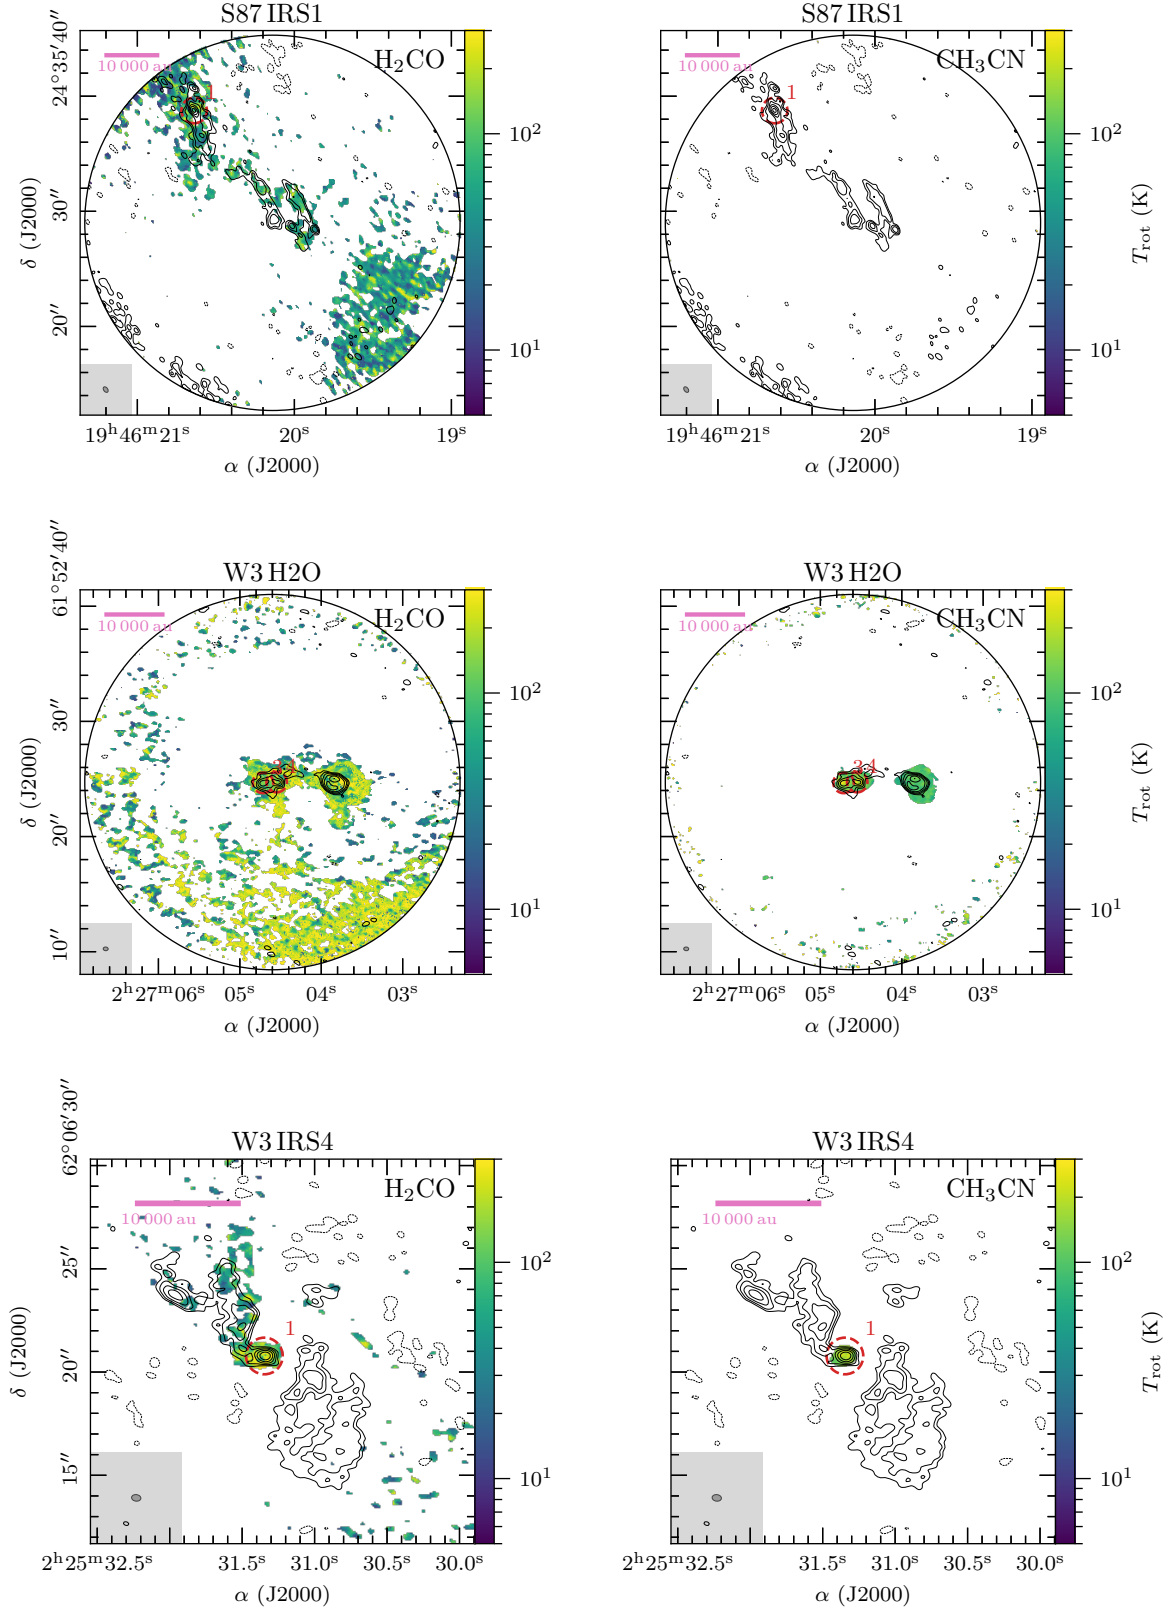 S87 IRS1
H₂CO
10 000 au
1
24°35′40″
30″
20″
δ (J2000)
19ʰ46ᵐ21ˢ
20ˢ
19ˢ
α (J2000)
10²
10¹
S87 IRS1
CH₃CN
10 000 au
1
19ʰ46ᵐ21ˢ
20ˢ
19ˢ
α (J2000)
10²
10¹
T_rot (K)
W3 H2O
H₂CO
10 000 au
61°52′40″
30″
20″
10″
δ (J2000)
2ʰ27ᵐ06ˢ
05ˢ
04ˢ
03ˢ
α (J2000)
10²
10¹
W3 H2O
CH₃CN
10 000 au
2ʰ27ᵐ06ˢ
05ˢ
04ˢ
03ˢ
α (J2000)
10²
10¹
T_rot (K)
W3 IRS4
H₂CO
10 000 au
1
62°06′30″
25″
20″
15″
δ (J2000)
2ʰ25ᵐ32.5ˢ
31.5ˢ
31.0ˢ
30.5ˢ
30.0ˢ
α (J2000)
10²
10¹
W3 IRS4
CH₃CN
10 000 au
1
2ʰ25ᵐ32.5ˢ
31.5ˢ
31.0ˢ
30.5ˢ
30.0ˢ
α (J2000)
10²
10¹
T_rot (K)